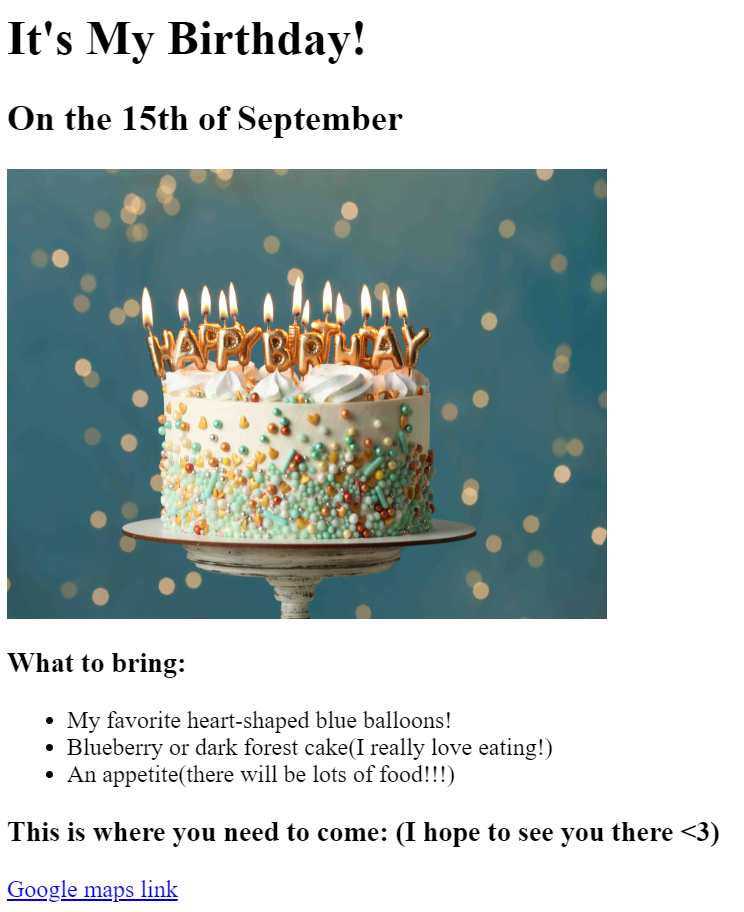 It's My Birthday!
On the 15th of September
HAPPY BIRTHDAY
What to bring:
My favorite heart-shaped blue balloons!
Blueberry or dark forest cake(I really love eating!)
An appetite(there will be lots of food!!!)
This is where you need to come: (I hope to see you there <3)
Google maps link